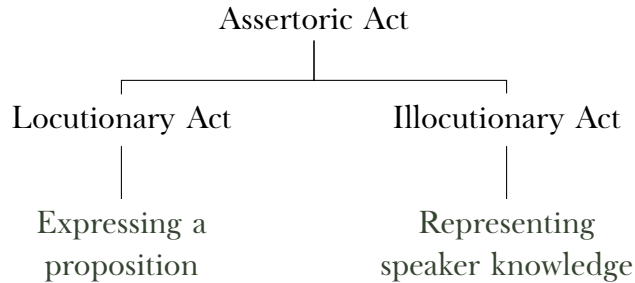 Assertoric Act
Locutionary Act
Illocutionary Act
Expressing a
proposition
Representing
speaker knowledge